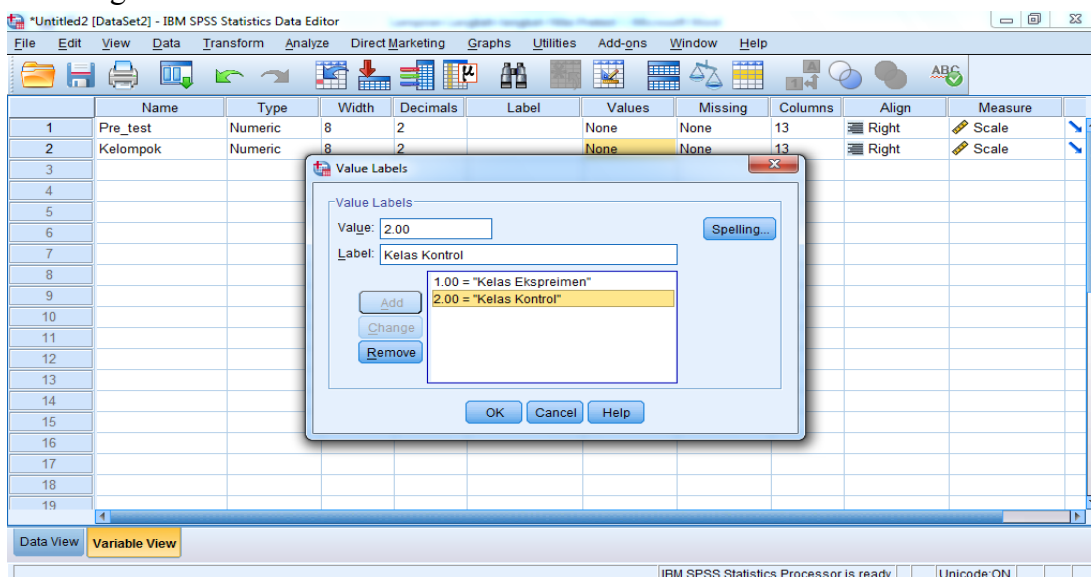 *Untitled2 [DataSet2] - IBM SPSS Statistics Data Editor
File Edit View Data Transform Analyze Direct Marketing Graphs Utilities Add-ons Window Help
Name Type Width Decimals Label Values Missing Columns Align Measure
1 Pre_test Numeric 8 2 None None 13 Right Scale
2 Kelompok Numeric 8 2 None None 13 Right Scale
3
4
5
6
7
8
9
10
11
12
13
14
15
16
17
18
19
Value Labels
Value Labels
Value: 2.00 Spelling...
Label: Kelas Kontrol
1.00 = "Kelas Ekspreimen"
Add 2.00 = "Kelas Kontrol"
Change
Remove
OK Cancel Help
Data View Variable View
IBM SPSS Statistics Processor is ready Unicode:ON